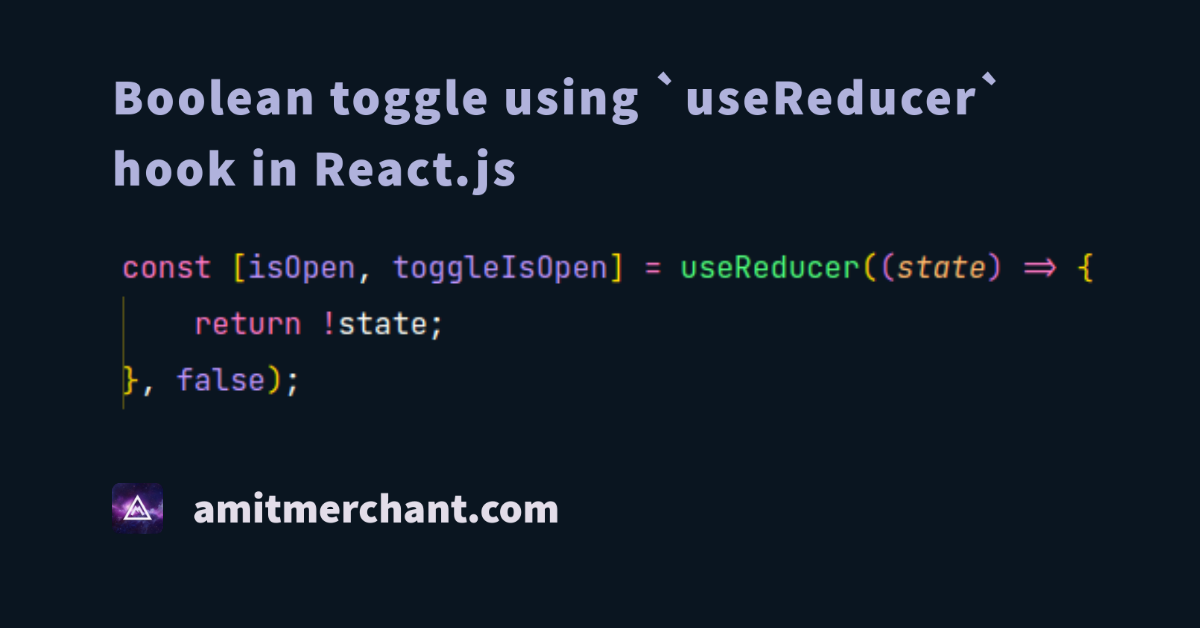 Boolean toggle using `useReducer`
hook in React.js
const [isOpen, toggleIsOpen] = useReducer((state) => {
    return !state;
}, false);
amitmerchant.com